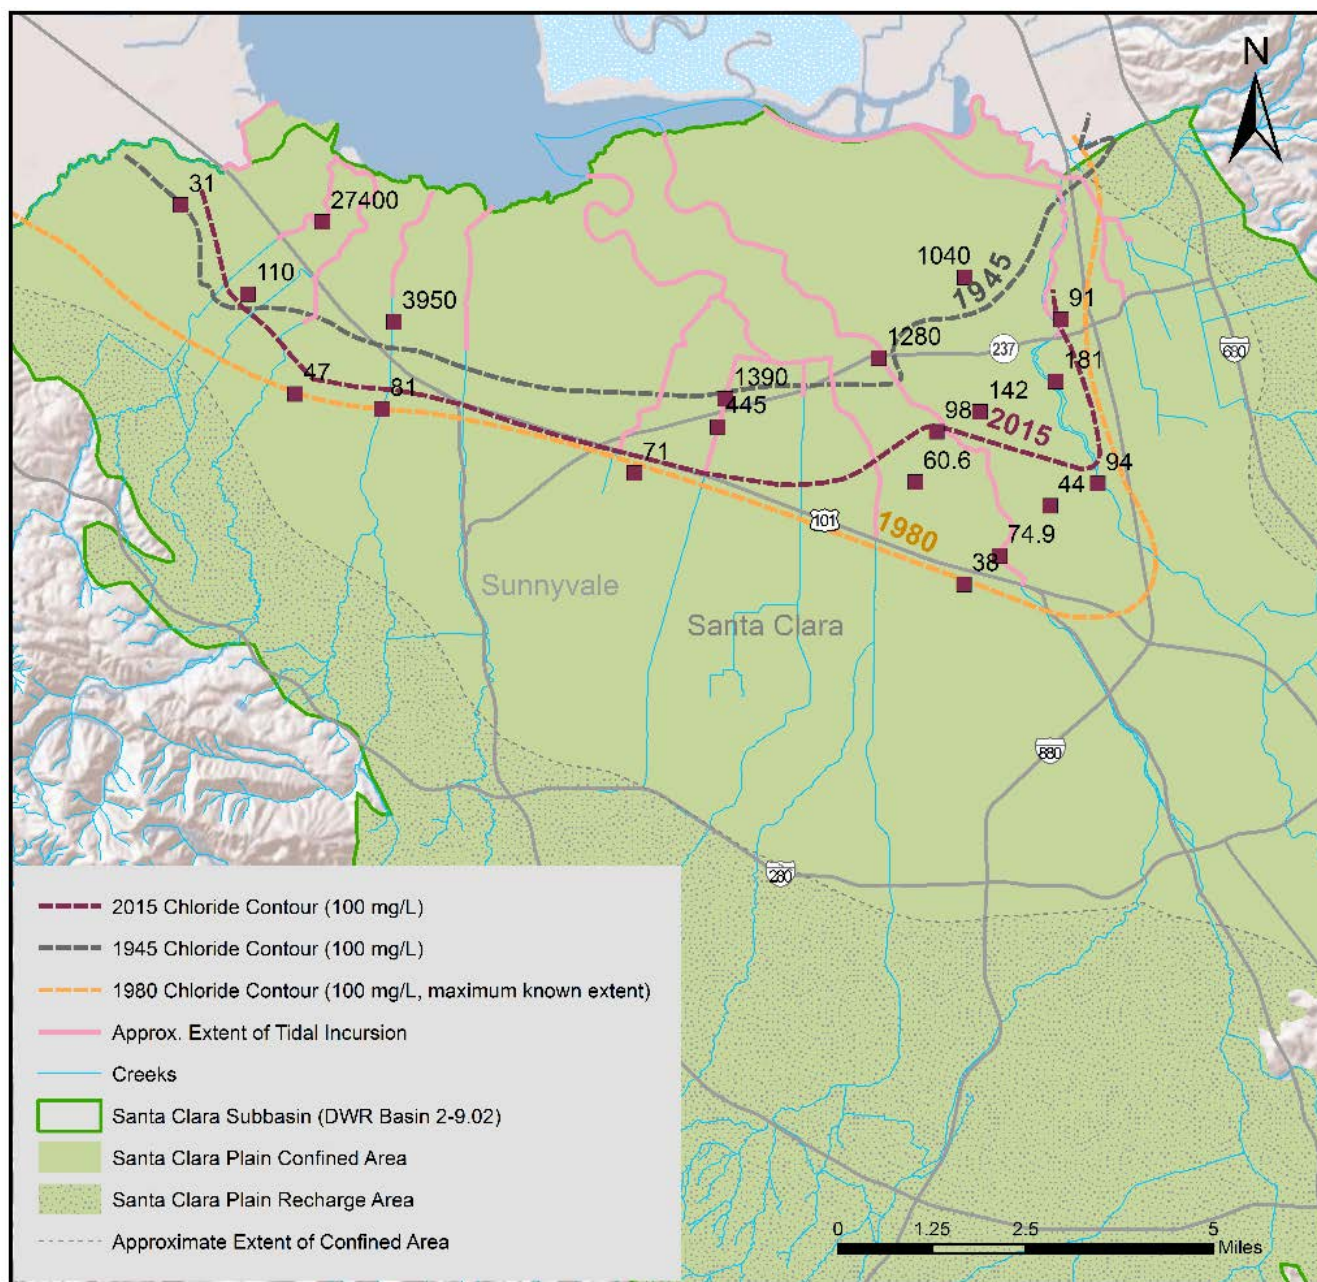 N
31
27400
110
3950
1040
1945
91
1280
237
680
181
47
81
1390
142
445
98
2015
71
60.6
94
44
101
1980
74.9
38
Sunnyvale
Santa Clara
880
280
2015 Chloride Contour (100 mg/L)
1945 Chloride Contour (100 mg/L)
1980 Chloride Contour (100 mg/L, maximum known extent)
Approx. Extent of Tidal Incursion
Creeks
Santa Clara Subbasin (DWR Basin 2-9.02)
Santa Clara Plain Confined Area
Santa Clara Plain Recharge Area
Approximate Extent of Confined Area
0 1.25 2.5 5
Miles